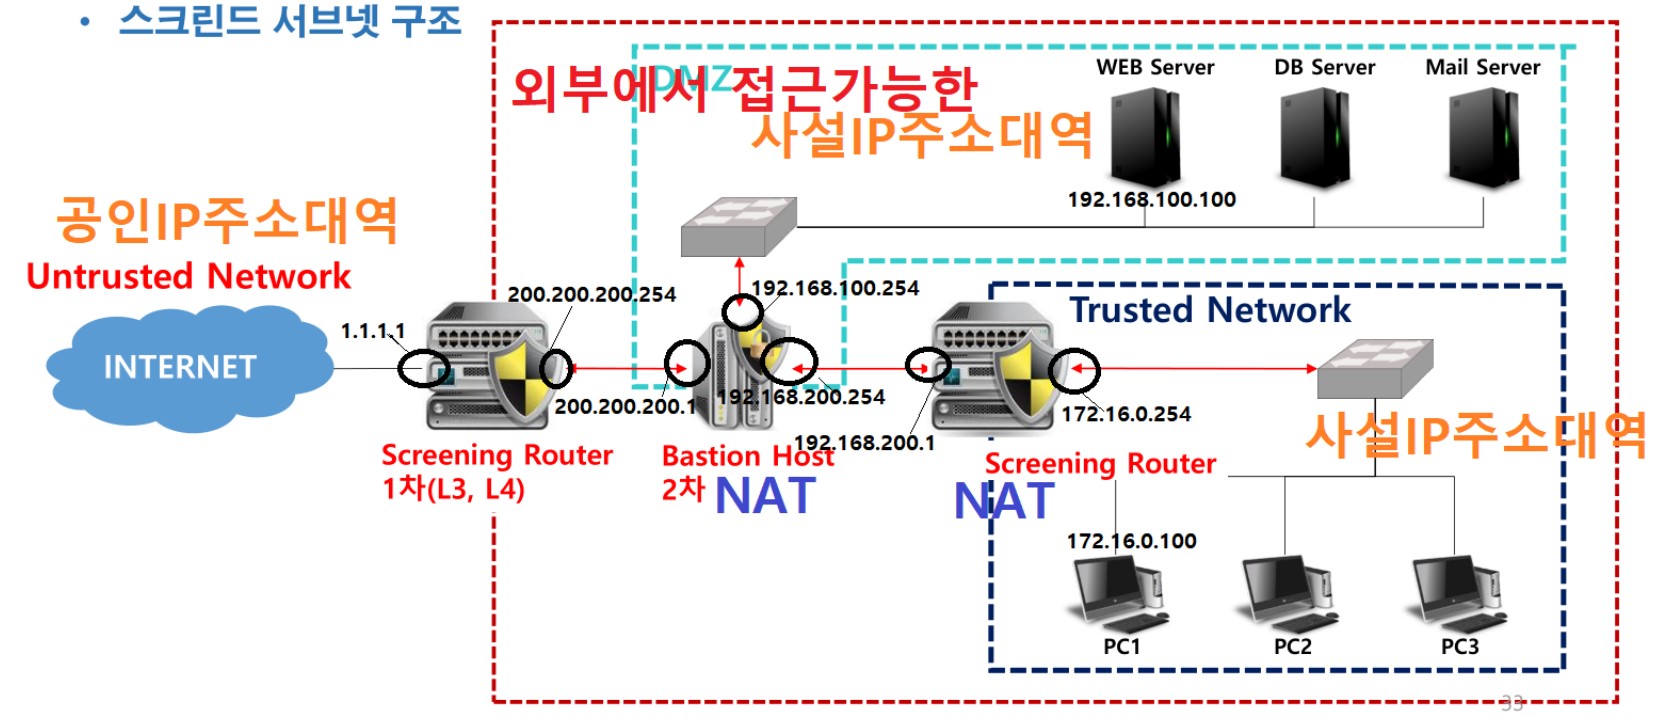 • 스크린드 서브넷 구조
DMZ
외부에서 접근가능한
사설IP주소대역
WEB Server
DB Server
Mail Server
192.168.100.100
공인IP주소대역
Untrusted Network
INTERNET
1.1.1.1
200.200.200.254
192.168.100.254
200.200.200.1
192.168.200.254
192.168.200.1
Trusted Network
172.16.0.254
사설IP주소대역
Screening Router
1차(L3, L4)
Bastion Host
2차 NAT
Screening Router
NAT
172.16.0.100
PC1
PC2
PC3
33